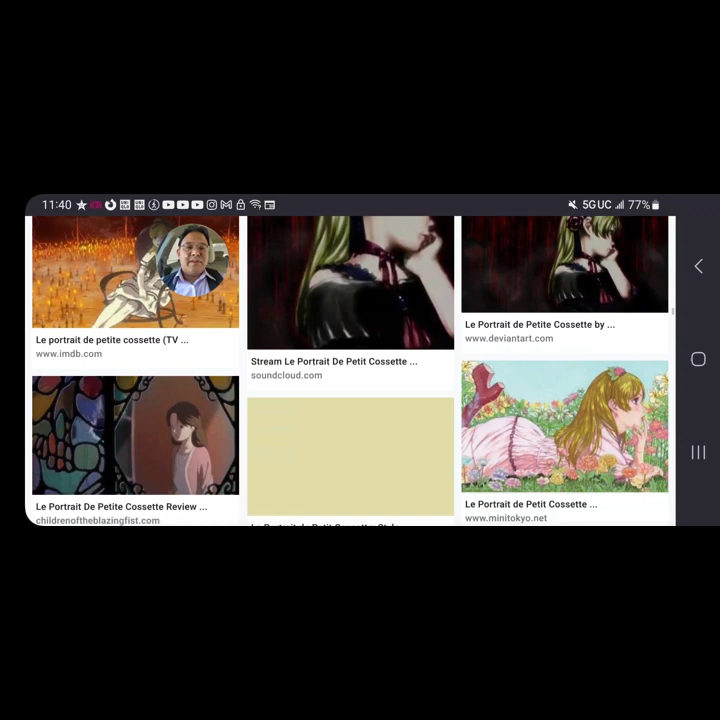 11:40
5GUC
77%
Le portrait de petite cossette (TV ...
www.imdb.com
Le Portrait De Petite Cossette Review ...
childrenoftheblazingfist.com
Stream Le Portrait De Petit Cossette ...
soundcloud.com
Le Portrait de Petite Cossette by ...
www.deviantart.com
Le Portrait de Petit Cossette ...
www.minitokyo.net